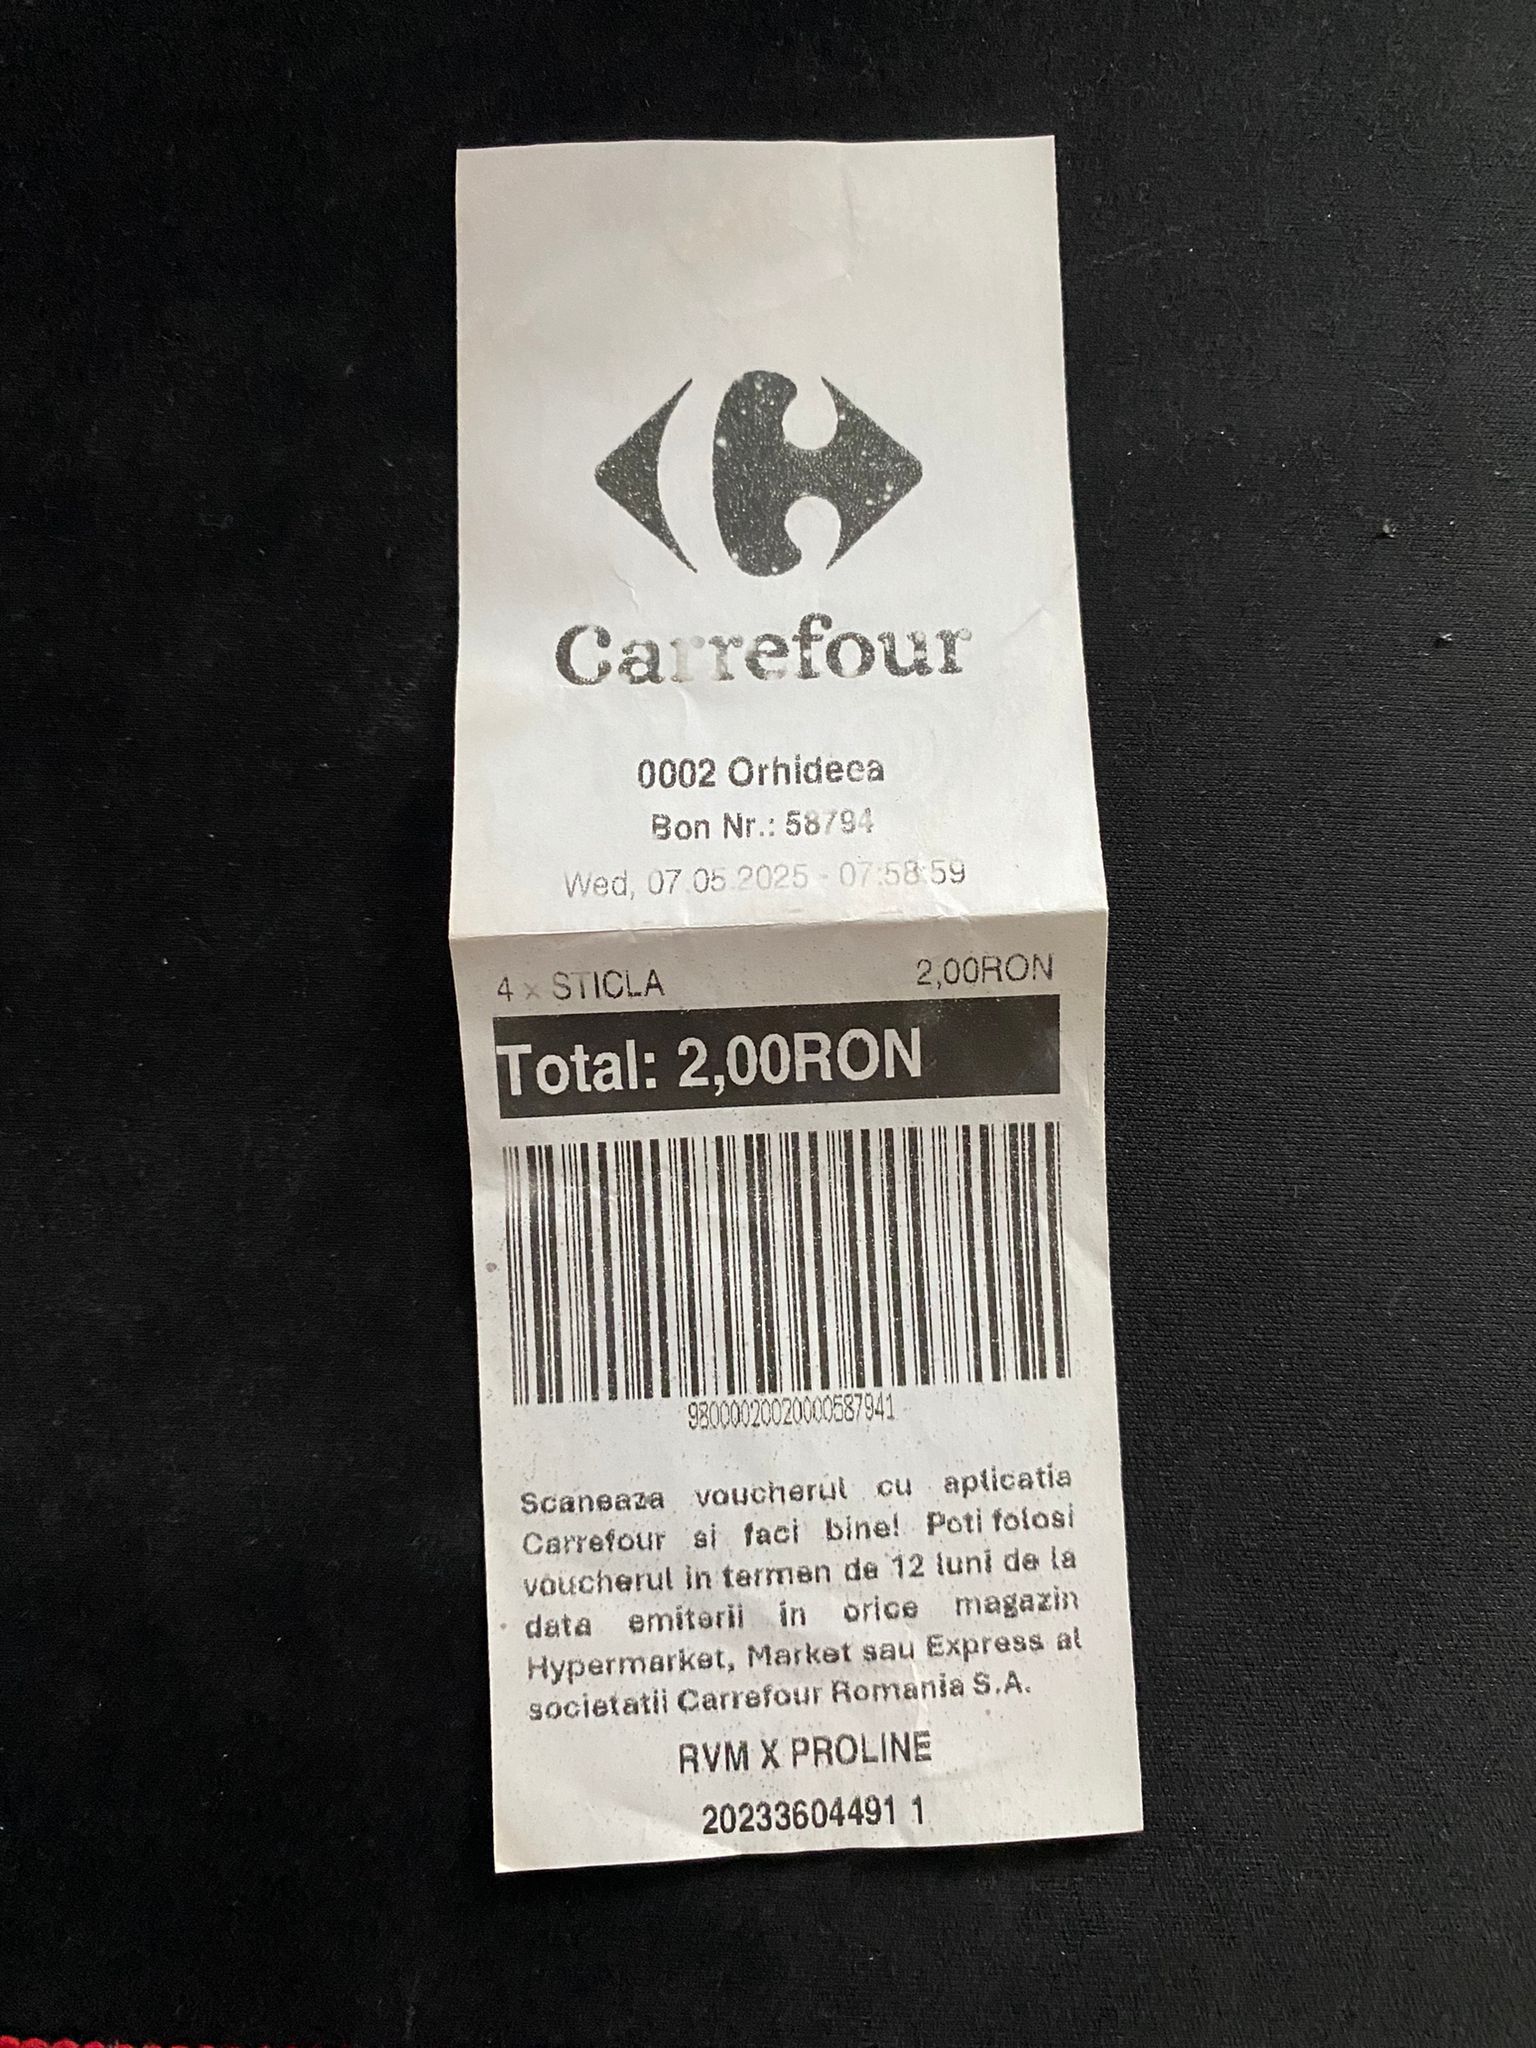 Carrefour
0002 Orhideea
Bon Nr.: 58794
Wed, 07.05.2025 - 07:58:59
4 x STICLA 2,00RON
Total: 2,00RON
98000020020000587941
Scaneaza voucherul cu aplicatia
Carrefour si faci bine! Poti folosi
voucherul in termen de 12 luni de la
data emiterii in orice magazin
Hypermarket, Market sau Express al
societatii Carrefour Romania S.A.
RVM X PROLINE
20233604491 1